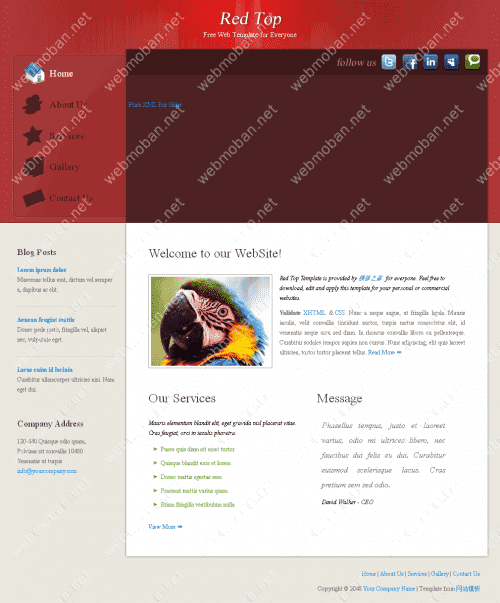 Red Top
Free Web Template for Everyone
follow us
Home
About Us
Services
Gallery
Contact Us
Flash XML For Slider
Blog Posts
Lorem ipsum dolor
Maecenas tellus erat, dictum vel semper
a, dapibus ac elit.
Aenean feugiat mattis
Donec pede justo, fringilla vel, aliquet
nec, vulputate eget.
Lacus enim id lacinia
Curabitur ullamcorper ultricies nisi. Nam
eget dui.
Company Address
120-440 Quisque odio quam,
Pulvinar sit convallis 10480
Venenatis ut turpis
info@yourcompany.com
Welcome to our WebSite!
Red Top Template is provided by 模板之家 for everyone. Feel free to
download, edit and apply this template for your personal or commercial
websites.
Validate XHTML & CSS. Nunc a neque augue, at fringilla ligula. Mauris
iaculis, velit convallis tincidunt auctor, turpis metus consectetur elit, id
venenatis neque arcu sed diam. In rhoncus convallis libero eu pellentesque.
Curabitur sodales tempor sapien non cursus. Nunc adipiscing, elit quis laoreet
ultricies, tortor tortor placerat tellus. Read More
Our Services
Mauris elementum blandit elit, eget gravida nisl placerat vitae.
Cras feugiat, orci in iaculis pharetra.
Fusce quis diam sit amet tortor
Quisque blandit eros et lorem
Donec mattis egestas sem
Praesent mattis varius quam
Etiam fringilla vestibulum nulla
View More
Message
Phasellus tempus, justo et laoreet
varius, odio mi ultrices libero, nec
faucibus dui felis eu dui. Curabitur
euismod scelerisque lacus. Cras
pretium sem sed odio.
David Walker - CEO
Home | About Us | Services | Gallery | Contact Us
Copyright © 2048 Your Company Name | Template from 网站模板
webmoban.net